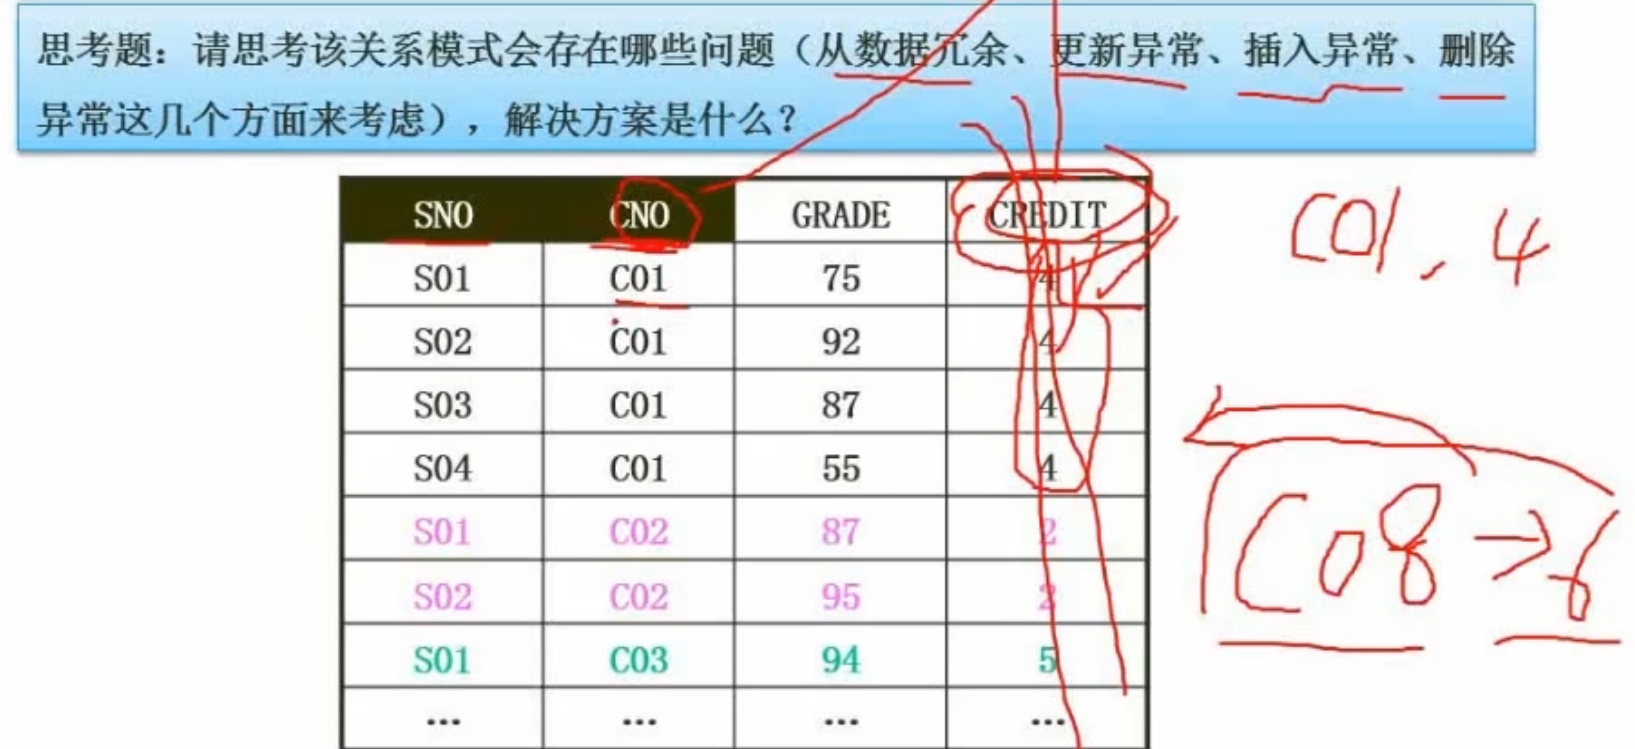 思考题：请思考该关系模式会存在哪些问题（从数据冗余、更新异常、插入异常、删除
异常这几个方面来考虑），解决方案是什么？
SNO CNO GRADE CREDIT
S01 C01 75 4
S02 C01 92 4
S03 C01 87 4
S04 C01 55 4
S01 C02 87 2
S02 C02 95 2
S01 C03 94 5
… … … …
C01, 4
C08 → 6